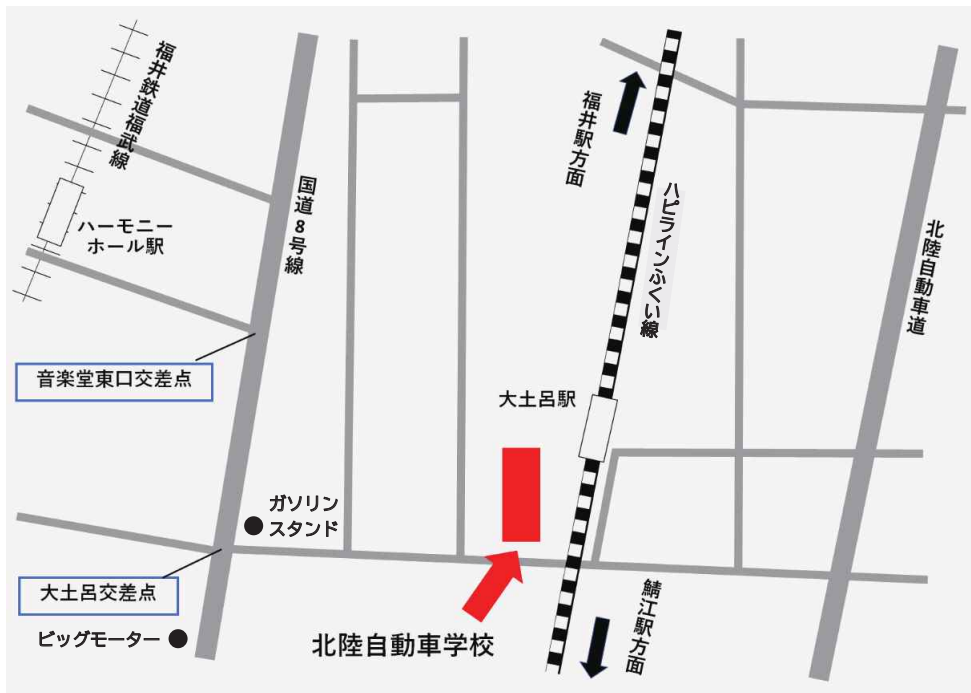 福井鉄道福武線
ハーモニー
ホール駅
国道8号線
福井駅方面
ハピラインふくい線
北陸自動車道
音楽堂東口交差点
大土呂駅
ガソリン
スタンド
大土呂交差点
ビッグモーター
北陸自動車学校
鯖江駅方面